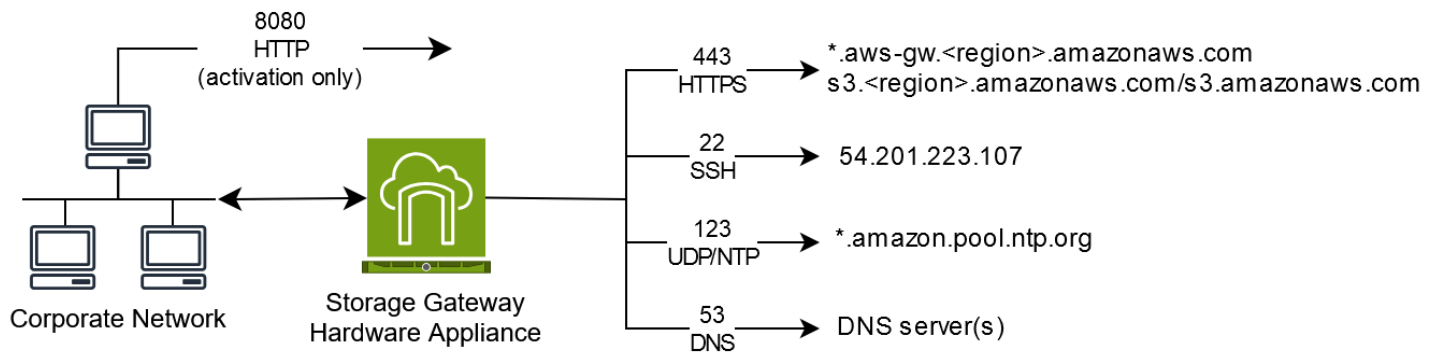 8080
HTTP
(activation only)
443
HTTPS
*.aws-gw.<region>.amazonaws.com
s3.<region>.amazonaws.com/s3.amazonaws.com
22
SSH
54.201.223.107
123
UDP/NTP
*.amazon.pool.ntp.org
53
DNS
DNS server(s)
Corporate Network
Storage Gateway
Hardware Appliance